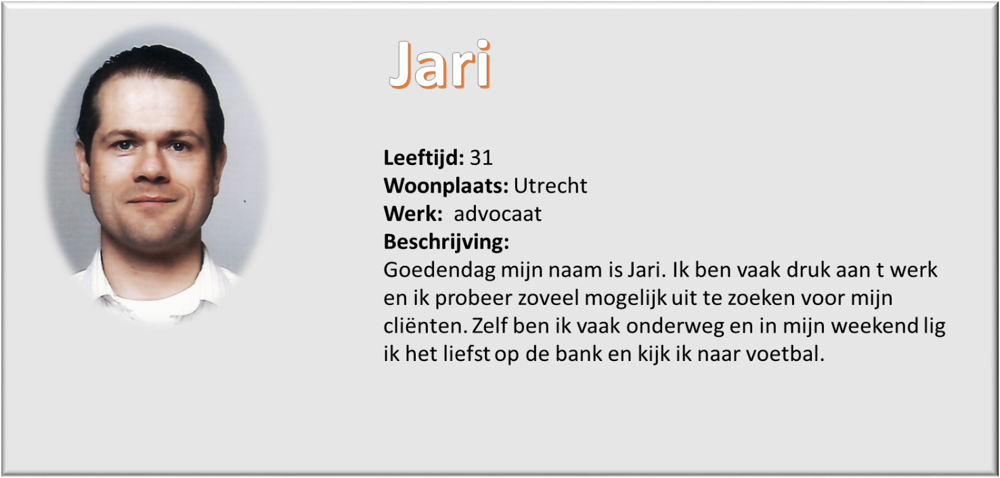 Jari
Leeftijd: 31
Woonplaats: Utrecht
Werk:  advocaat
Beschrijving:
Goedendag mijn naam is Jari. Ik ben vaak druk aan t werk
en ik probeer zoveel mogelijk uit te zoeken voor mijn
cliënten. Zelf ben ik vaak onderweg en in mijn weekend lig
ik het liefst op de bank en kijk ik naar voetbal.